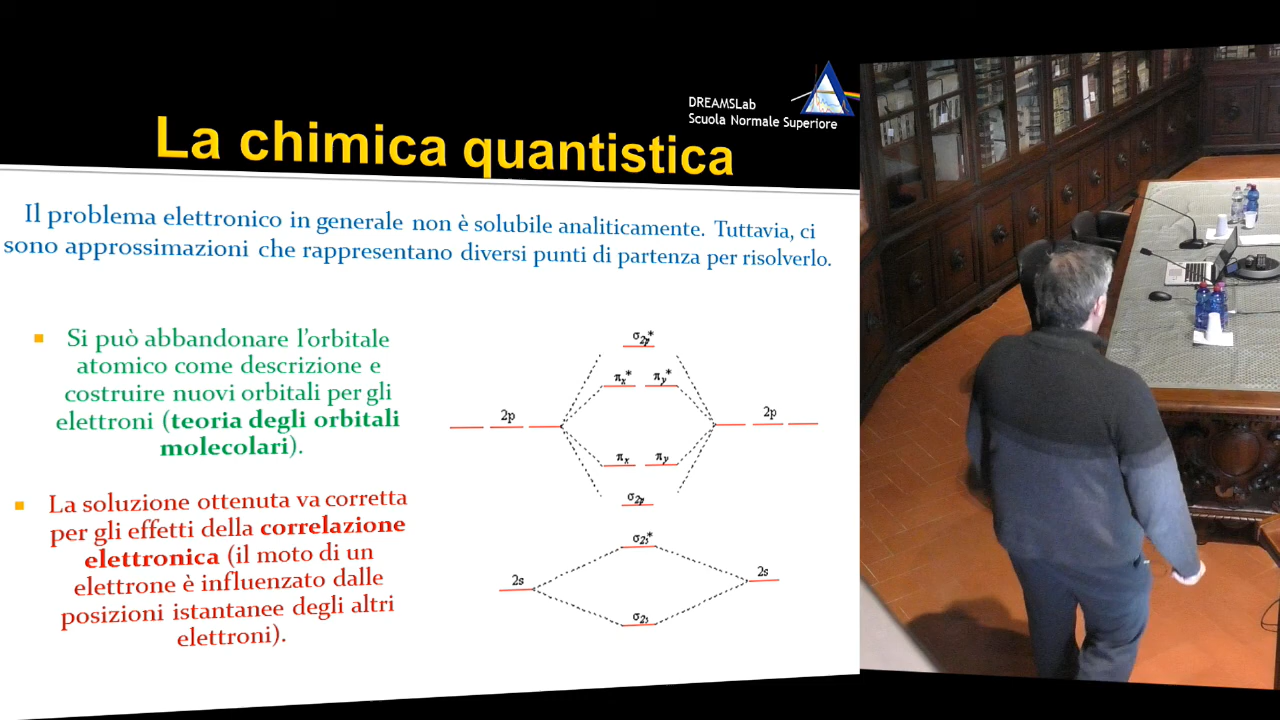 DREAMSLab
Scuola Normale Superiore
La chimica quantistica
Il problema elettronico in generale non è solubile analiticamente. Tuttavia, ci
sono approssimazioni che rappresentano diversi punti di partenza per risolverlo.
Si può abbandonare l'orbitale
atomico come descrizione e
costruire nuovi orbitali per gli
elettroni (teoria degli orbitali
molecolari).
La soluzione ottenuta va corretta
per gli effetti della correlazione
elettronica (il moto di un
elettrone è influenzato dalle
posizioni istantanee degli altri
elettroni).
σ2p*
πx* πy*
2p 2p
πx πy
σ2p
σ2s*
2s 2s
σ2s